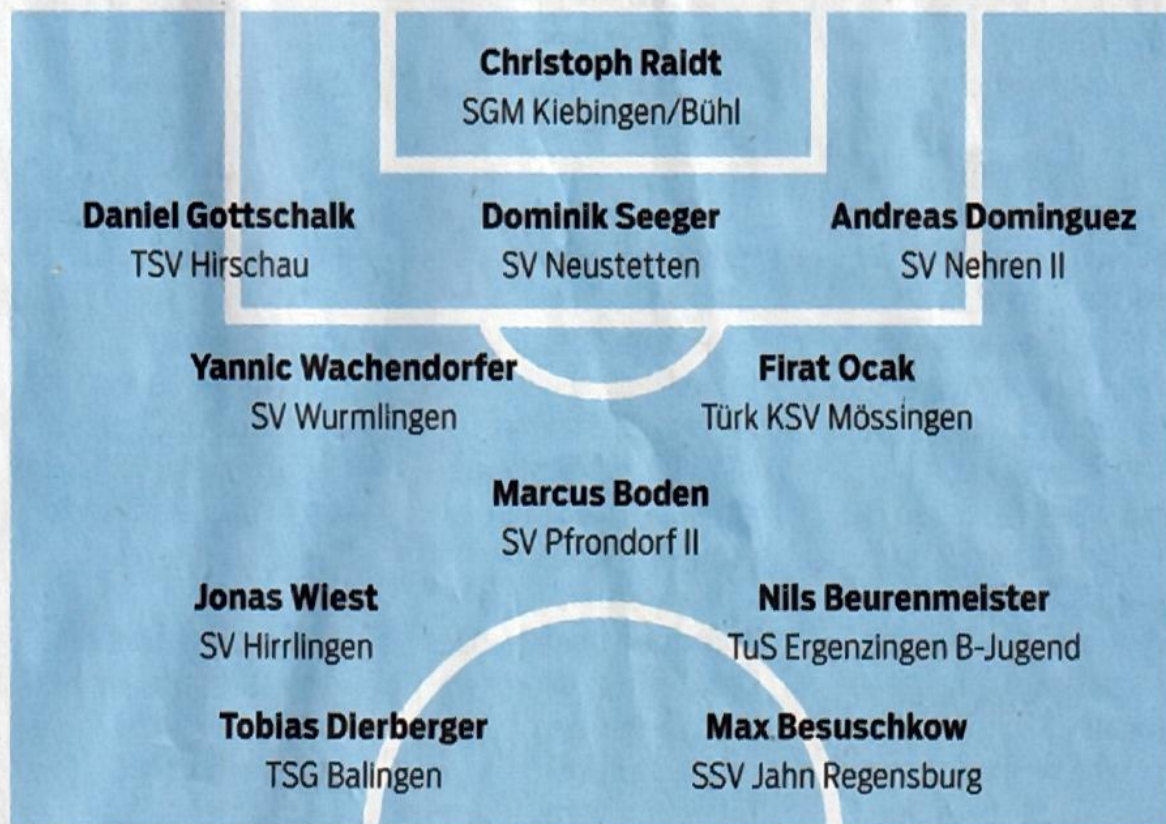 Christoph Raidt
SGM Kiebingen/Bühl
Daniel Gottschalk
TSV Hirschau
Dominik Seeger
SV Neustetten
Andreas Dominguez
SV Nehren II
Yannic Wachendorfer
SV Wurmlingen
Firat Ocak
Türk KSV Mössingen
Marcus Boden
SV Pfrondorf II
Jonas Wiest
SV Hirrlingen
Nils Beurenmeister
TuS Ergenzingen B-Jugend
Tobias Dierberger
TSG Balingen
Max Besuschkow
SSV Jahn Regensburg